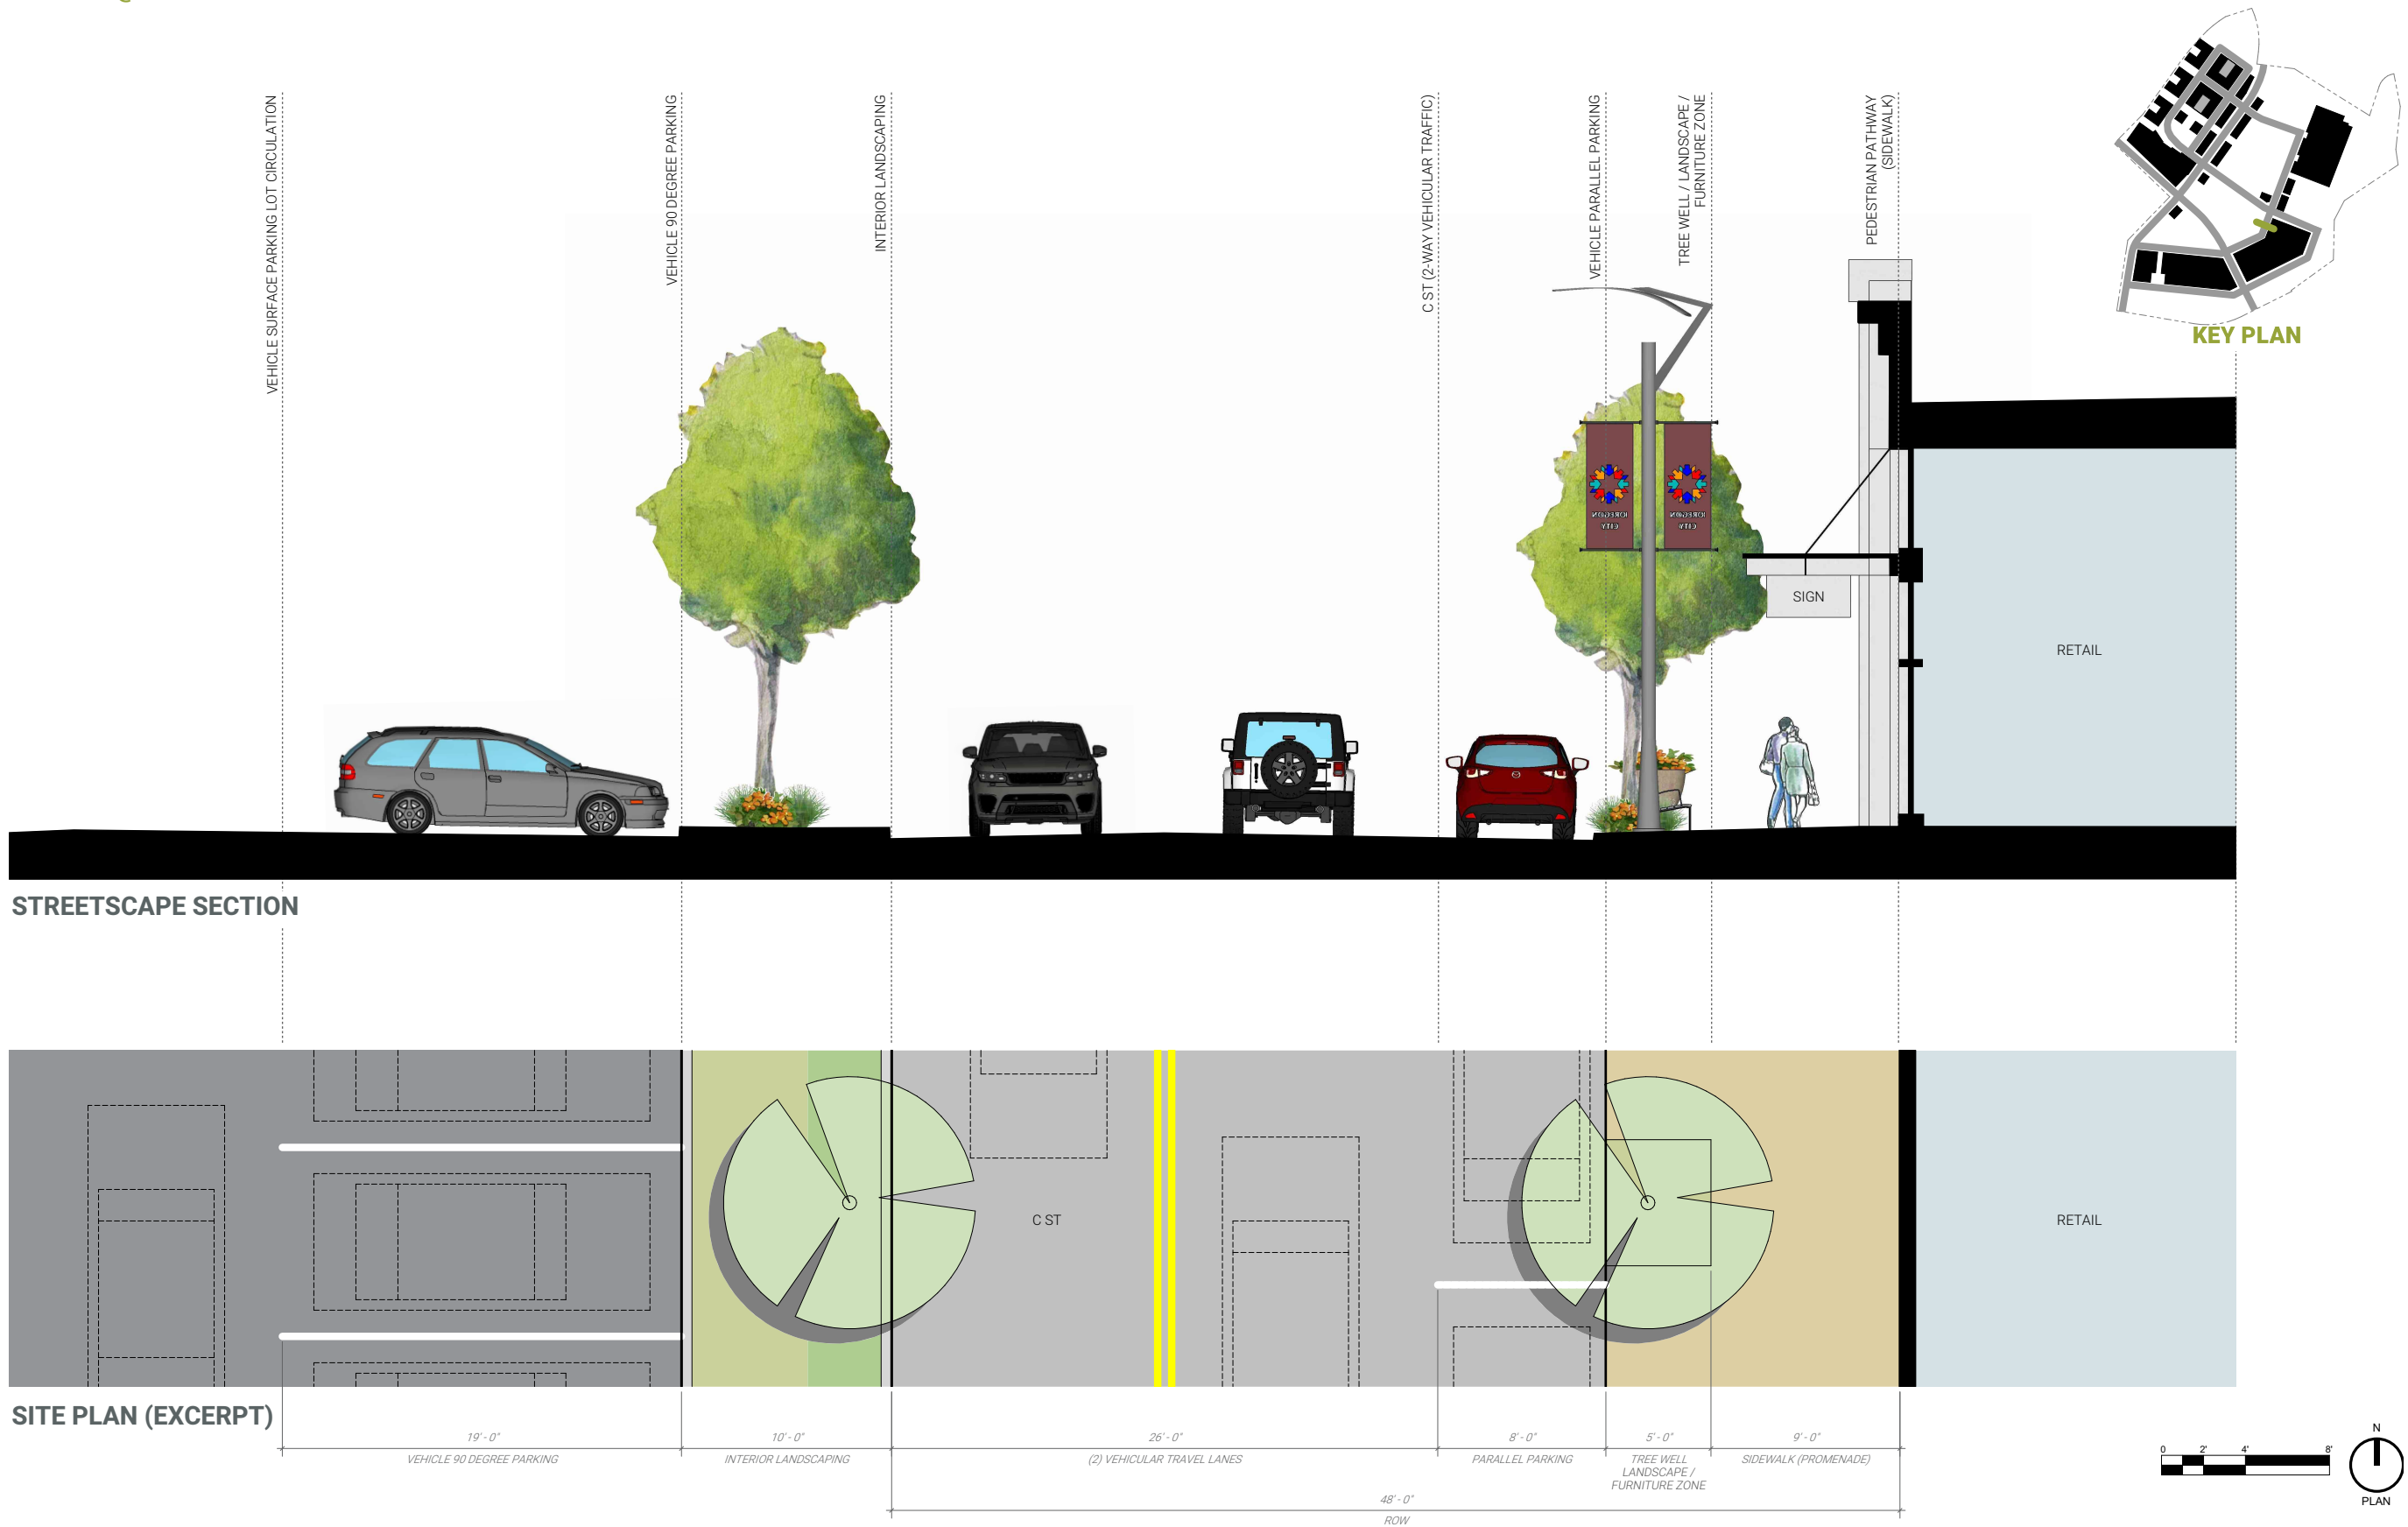 VEHICLE SURFACE PARKING LOT CIRCULATION
VEHICLE 90 DEGREE PARKING
INTERIOR LANDSCAPING
C ST (2-WAY VEHICULAR TRAFFIC)
VEHICLE PARALLEL PARKING
TREE WELL / LANDSCAPE /
FURNITURE ZONE
PEDESTRIAN PATHWAY
(SIDEWALK)
KEY PLAN
OREGON
CITY
OREGON
CITY
SIGN
RETAIL
STREETSCAPE SECTION
C ST
RETAIL
SITE PLAN (EXCERPT)
19' - 0"
VEHICLE 90 DEGREE PARKING
10' - 0"
INTERIOR LANDSCAPING
26' - 0"
(2) VEHICULAR TRAVEL LANES
8' - 0"
PARALLEL PARKING
5' - 0"
TREE WELL
LANDSCAPE /
FURNITURE ZONE
9' - 0"
SIDEWALK (PROMENADE)
48' - 0"
ROW
0 2' 4' 8'
N
PLAN